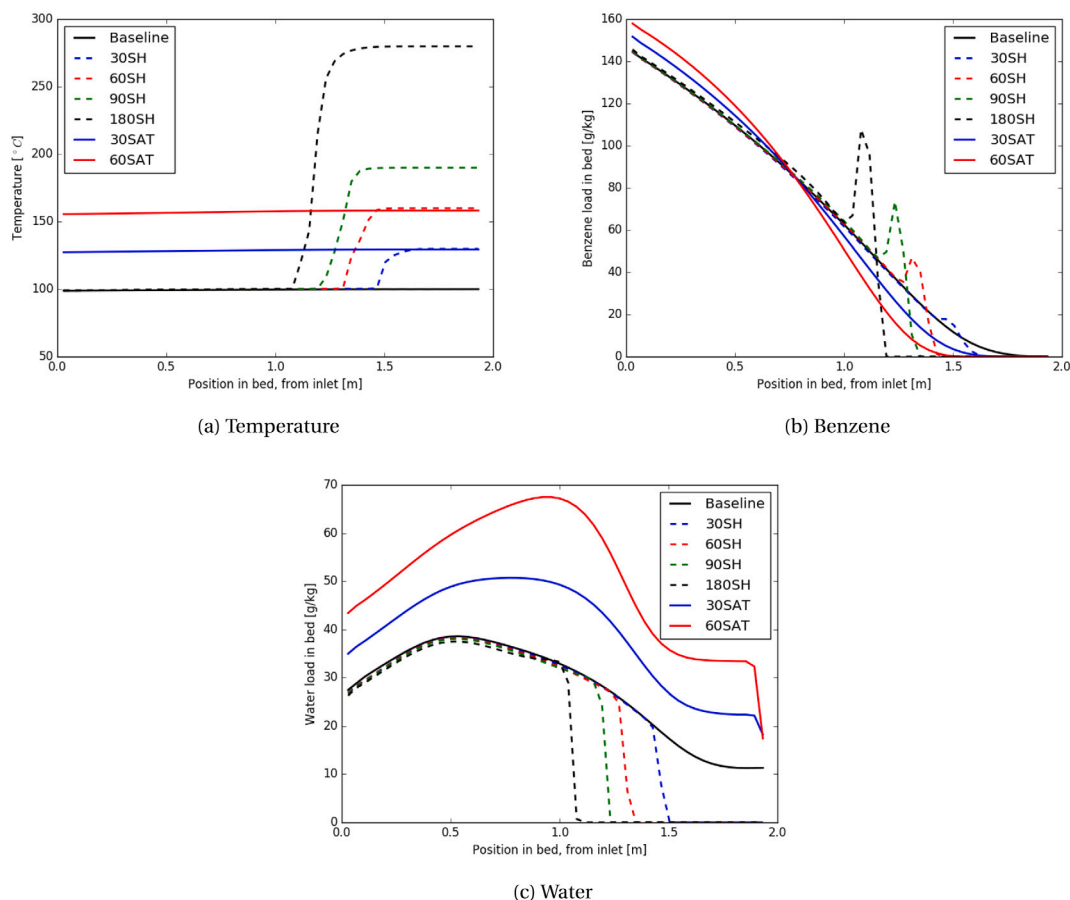 300
250
200
150
100
50
Temperature [°C]
Baseline
30SH
60SH
90SH
180SH
30SAT
60SAT
0.0 0.5 1.0 1.5 2.0
Position in bed, from inlet [m]
(a) Temperature
160
140
120
100
80
60
40
20
0
Benzene load in bed [g/kg]
Baseline
30SH
60SH
90SH
180SH
30SAT
60SAT
0.0 0.5 1.0 1.5 2.0
Position in bed, from inlet [m]
(b) Benzene
70
60
50
40
30
20
10
0
Water load in bed [g/kg]
Baseline
30SH
60SH
90SH
180SH
30SAT
60SAT
0.0 0.5 1.0 1.5 2.0
Position in bed, from inlet [m]
(c) Water